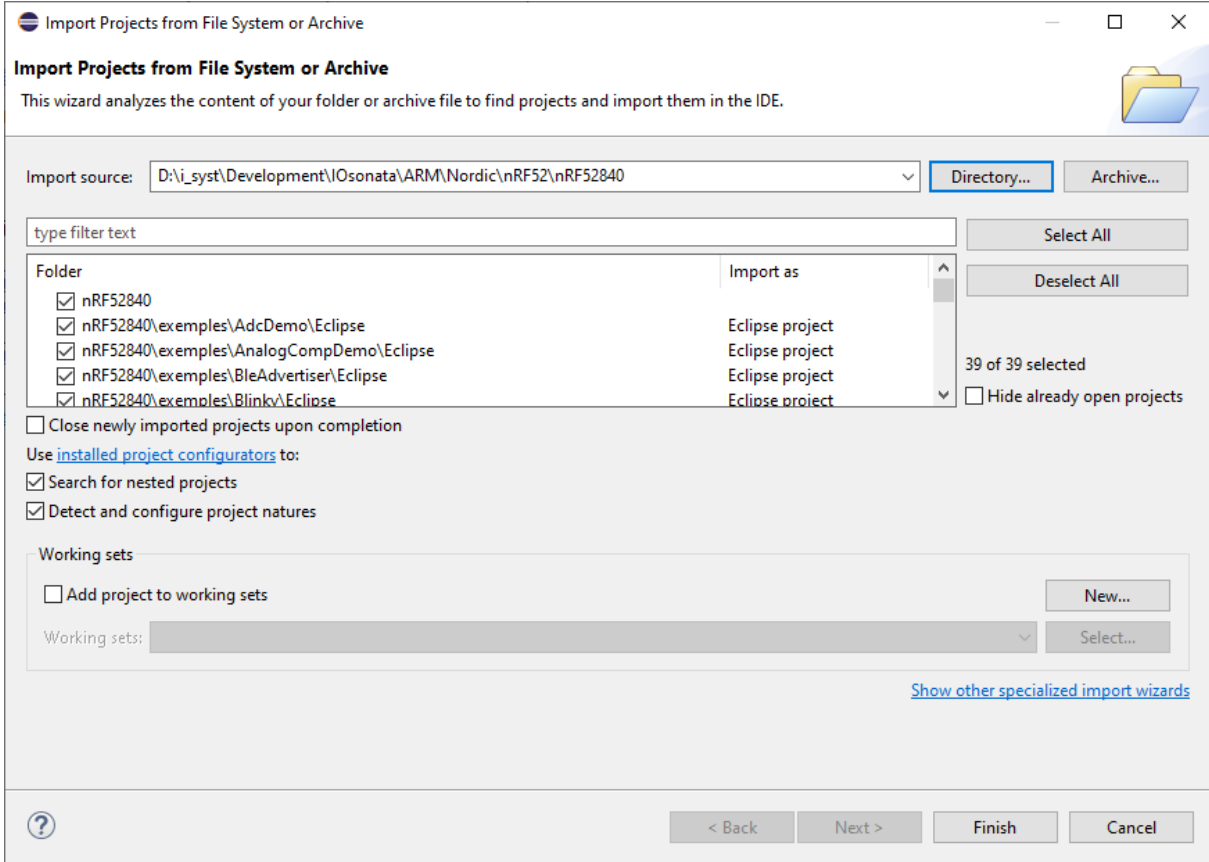 Import Projects from File System or Archive
Import Projects from File System or Archive
This wizard analyzes the content of your folder or archive file to find projects and import them in the IDE.
Import source: D:\i_syst\Development\IOsonata\ARM\Nordic\nRF52\nRF52840 Directory... Archive...
type filter text Select All
Folder Import as
Deselect All
nRF52840
nRF52840\exemples\AdcDemo\Eclipse Eclipse project
nRF52840\exemples\AnalogCompDemo\Eclipse Eclipse project
39 of 39 selected
nRF52840\exemples\BleAdvertiser\Eclipse Eclipse project
nRF52840\exemples\Blinky\Eclipse Eclipse project
Hide already open projects
Close newly imported projects upon completion
Use installed project configurators to:
Search for nested projects
Detect and configure project natures
Working sets
Add project to working sets New...
Working sets: Select...
Show other specialized import wizards
? < Back Next > Finish Cancel